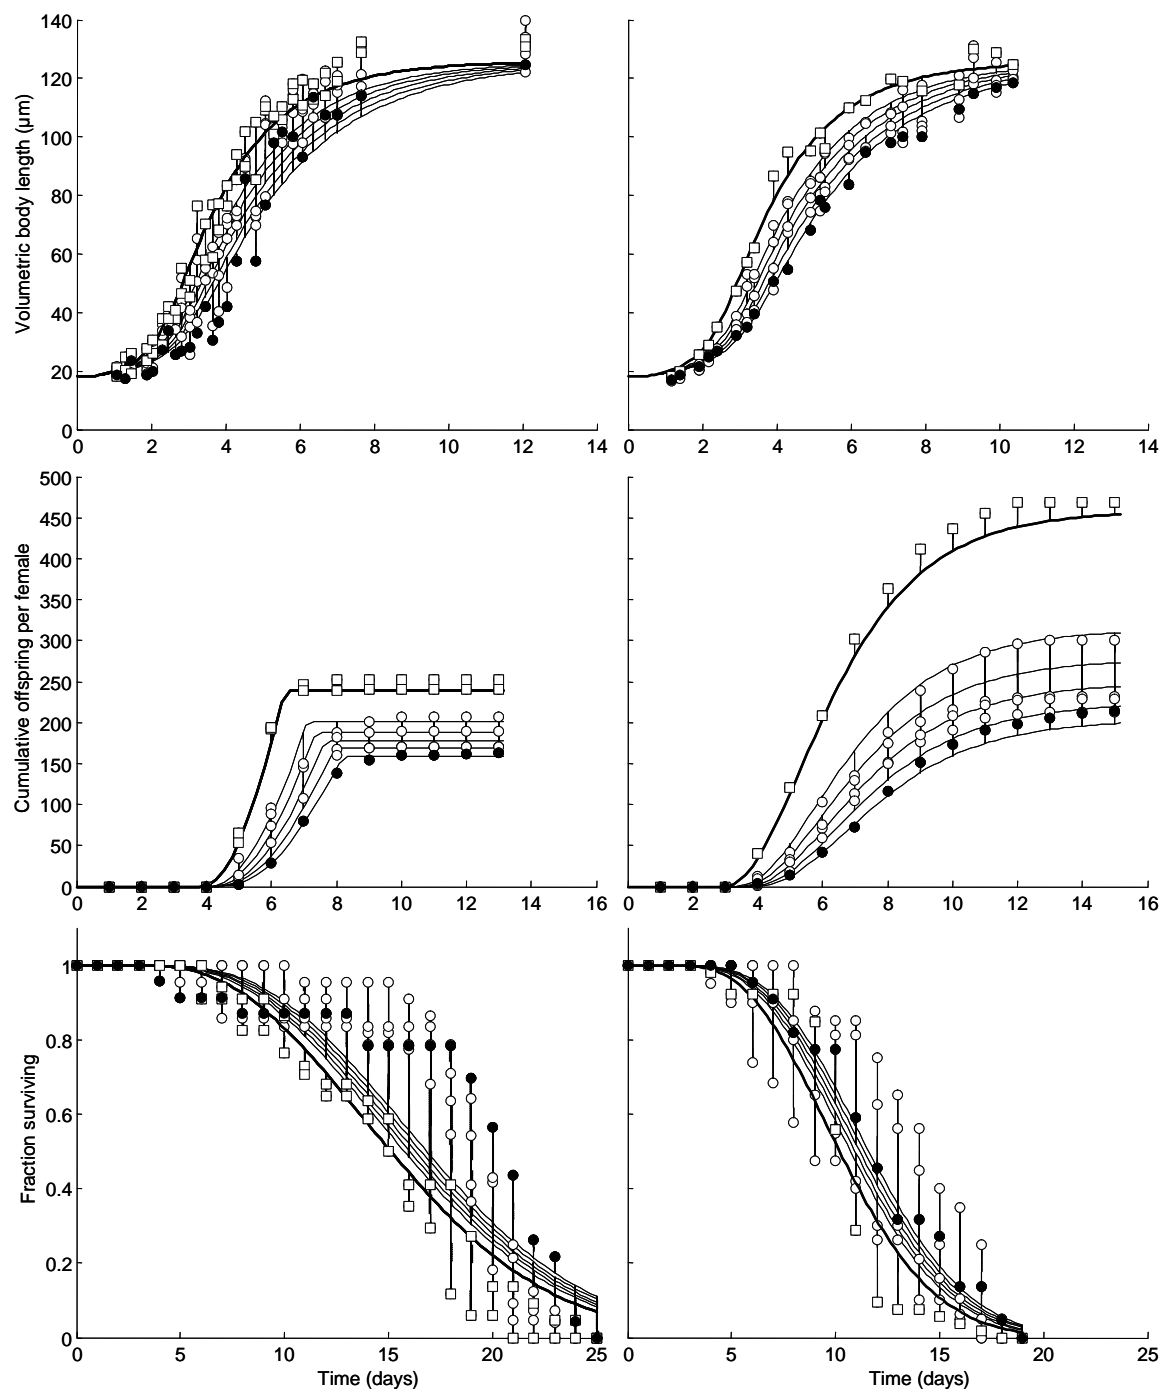 140
120
100
80
60
40
20
0
Volumetric body length (µm)
0 2 4 6 8 10 12 14
0 2 4 6 8 10 12 14
500
450
400
350
300
250
200
150
100
50
0
Cumulative offspring per female
0 2 4 6 8 10 12 14 16
0 2 4 6 8 10 12 14 16
1
0.8
0.6
0.4
0.2
0
Fraction surviving
0 5 10 15 20 25
0 5 10 15 20 25
Time (days)
Time (days)